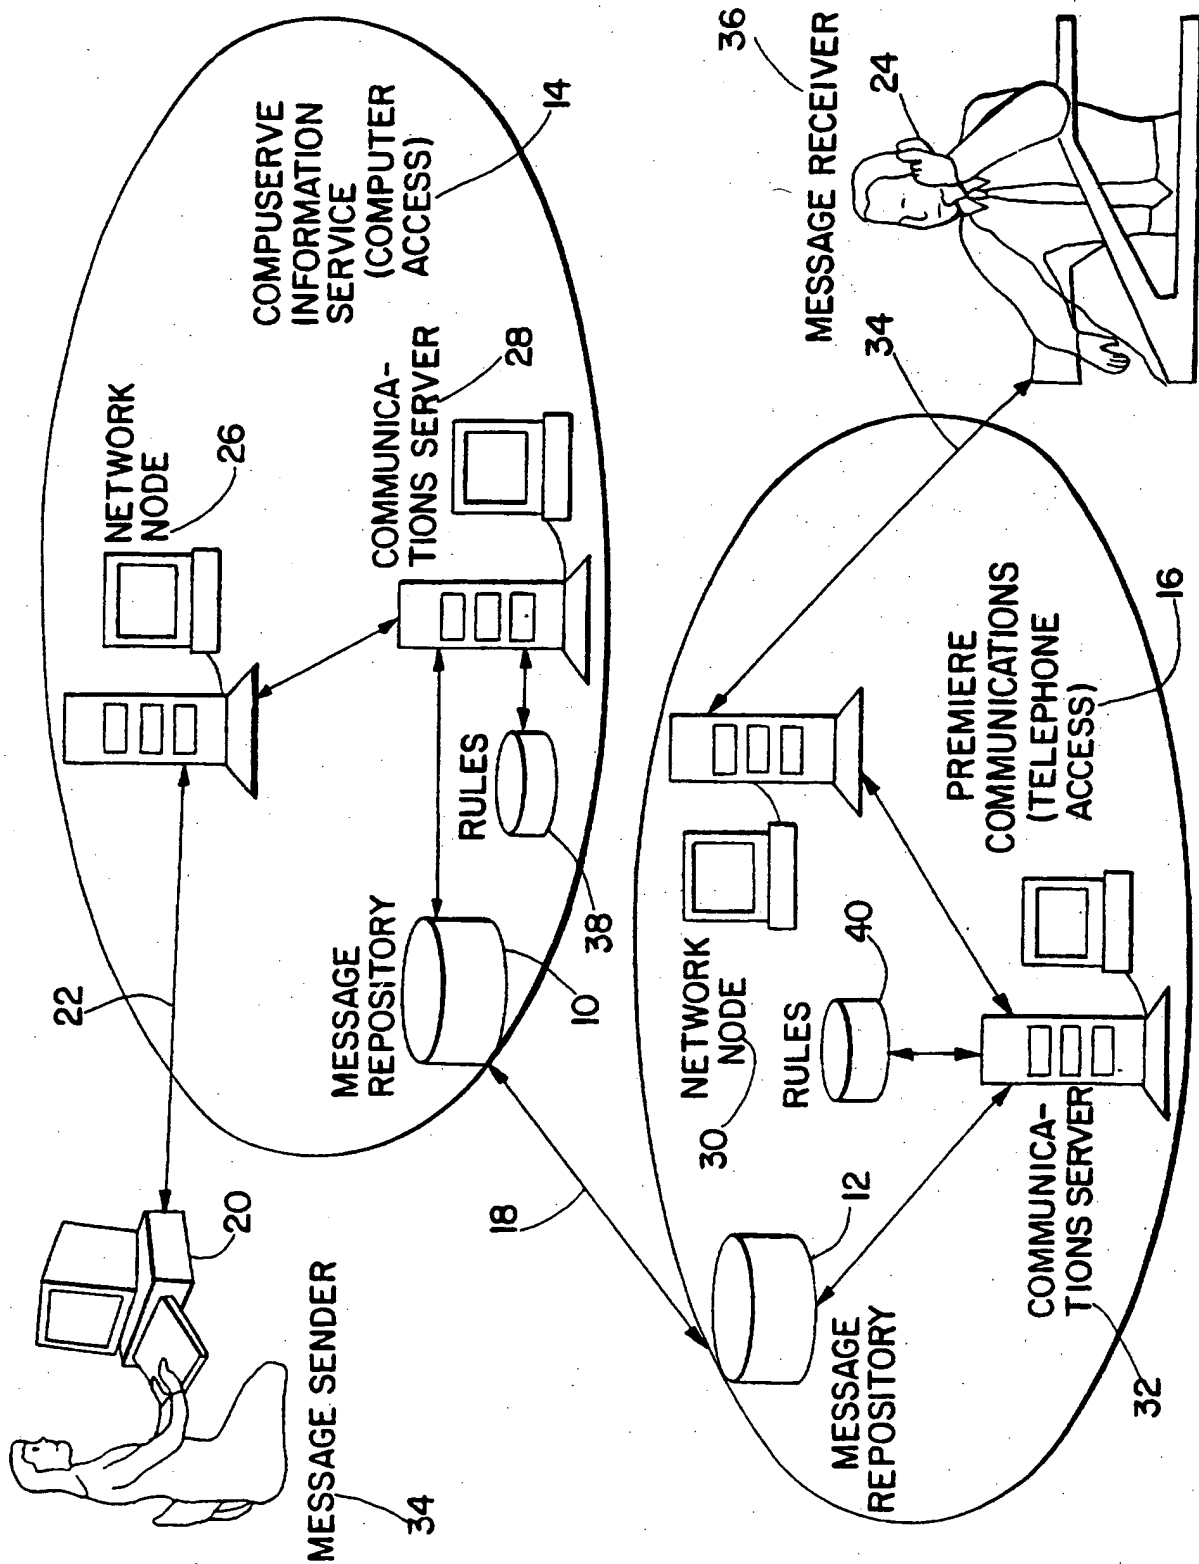 MESSAGE SENDER
34
20
22
NETWORK
NODE
26
COMPUSERVE
INFORMATION
SERVICE
(COMPUTER
ACCESS)
14
COMMUNICA-
TIONS SERVER
28
MESSAGE
REPOSITORY
10
RULES
38
18
MESSAGE
REPOSITORY
12
NETWORK
NODE
30
RULES
40
COMMUNICA-
TIONS SERVER
32
PREMIERE
COMMUNICATIONS
(TELEPHONE
ACCESS)
16
34
MESSAGE RECEIVER
36
24